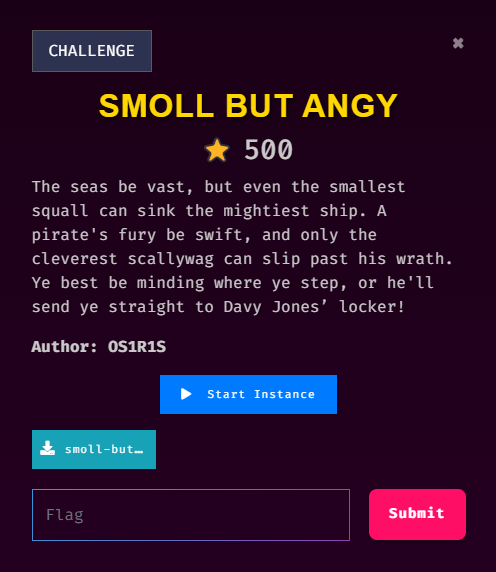 CHALLENGE
✖
SMOLL BUT ANGY
500
The seas be vast, but even the smallest
squall can sink the mightiest ship. A
pirate's fury be swift, and only the
cleverest scallywag can slip past his wrath.
Ye best be minding where ye step, or he'll
send ye straight to Davy Jones’ locker!
Author: OS1R1S
Start Instance
smoll-but…
Flag
Submit